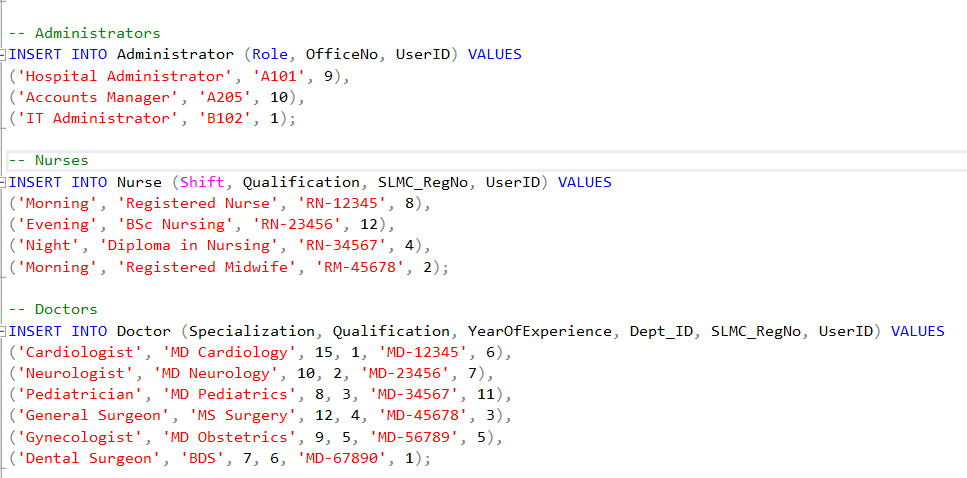 -- Administrators
INSERT INTO Administrator (Role, OfficeNo, UserID) VALUES
('Hospital Administrator', 'A101', 9),
('Accounts Manager', 'A205', 10),
('IT Administrator', 'B102', 1);
-- Nurses
INSERT INTO Nurse (Shift, Qualification, SLMC_RegNo, UserID) VALUES
('Morning', 'Registered Nurse', 'RN-12345', 8),
('Evening', 'BSc Nursing', 'RN-23456', 12),
('Night', 'Diploma in Nursing', 'RN-34567', 4),
('Morning', 'Registered Midwife', 'RM-45678', 2);
-- Doctors
INSERT INTO Doctor (Specialization, Qualification, YearOfExperience, Dept_ID, SLMC_RegNo, UserID) VALUES
('Cardiologist', 'MD Cardiology', 15, 1, 'MD-12345', 6),
('Neurologist', 'MD Neurology', 10, 2, 'MD-23456', 7),
('Pediatrician', 'MD Pediatrics', 8, 3, 'MD-34567', 11),
('General Surgeon', 'MS Surgery', 12, 4, 'MD-45678', 3),
('Gynecologist', 'MD Obstetrics', 9, 5, 'MD-56789', 5),
('Dental Surgeon', 'BDS', 7, 6, 'MD-67890', 1);